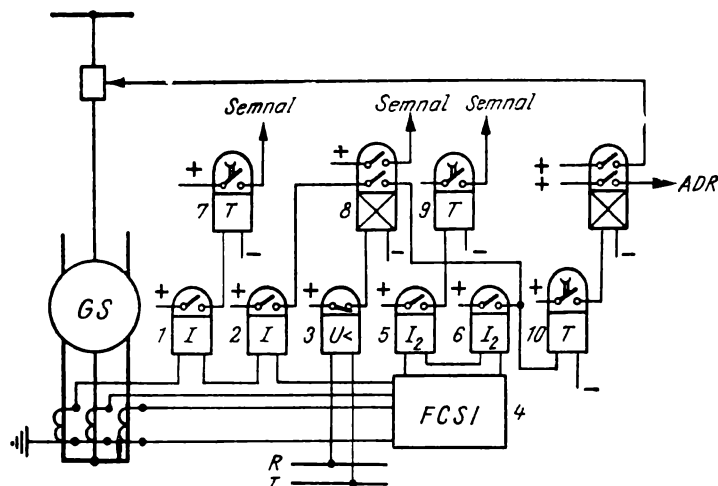 Semnal
Semnal
Semnal
+
+
+
+
+
ADR
7
T
8
9
T
-
-
-
-
GS
+
+
+
+
+
+
1
I
2
I
3
U<
5
I₂
6
I₂
10
T
-
FCSI
4
R